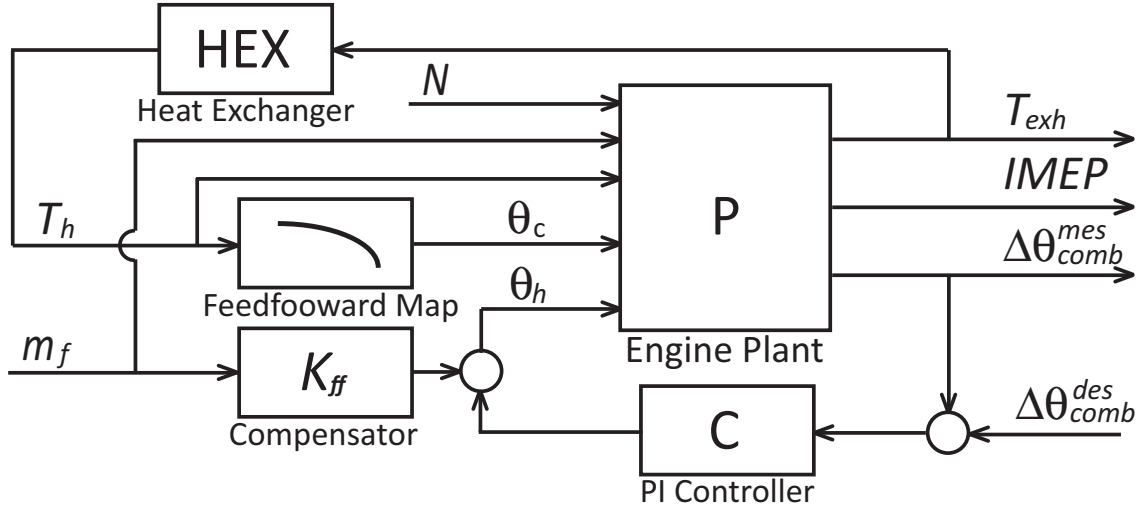 HEX
Heat Exchanger
N
T_exh
IMEP
T_h
θ_c
P
Δθ_comb^mes
Feedfooward Map
θ_h
m_f
K_ff
Engine Plant
Compensator
C
Δθ_comb^des
PI Controller